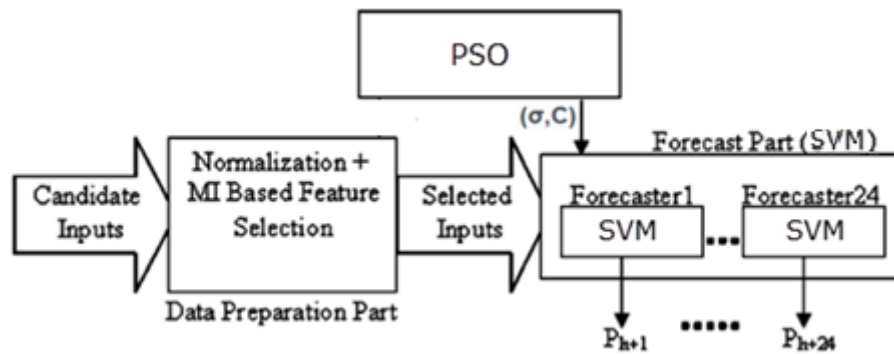 PSO
(σ,C)
Forecast Part (SVM)
Normalization +
MI Based Feature
Selection
Candidate
Inputs
Selected
Inputs
Forecaster1
Forecaster24
SVM
SVM
Data Preparation Part
Ph+1
Ph+24